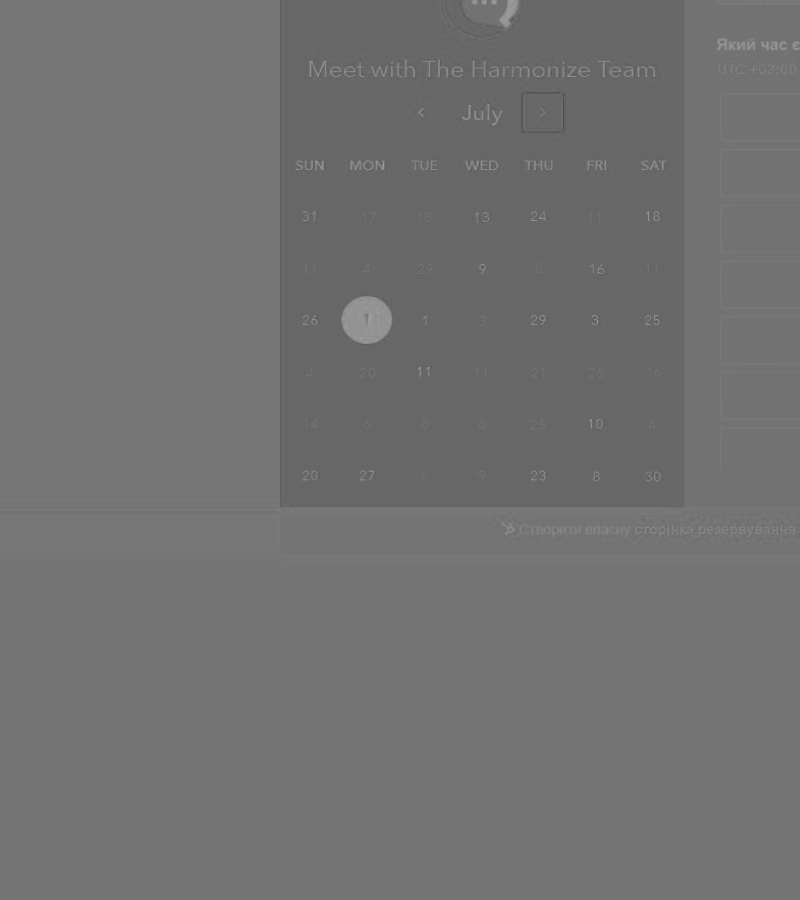 Який час є
Meet with The Harmonize Team
UTC +03:00
< July >
SUN MON TUE WED THU FRI SAT
31 17 18 13 24 11 18
11 4 29 9 8 16 11
26 1 1 3 29 3 25
4 20 11 11 21 26 16
14 6 8 8 25 10 4
20 27 6 9 23 8 30
Створити власну сторінка резервування